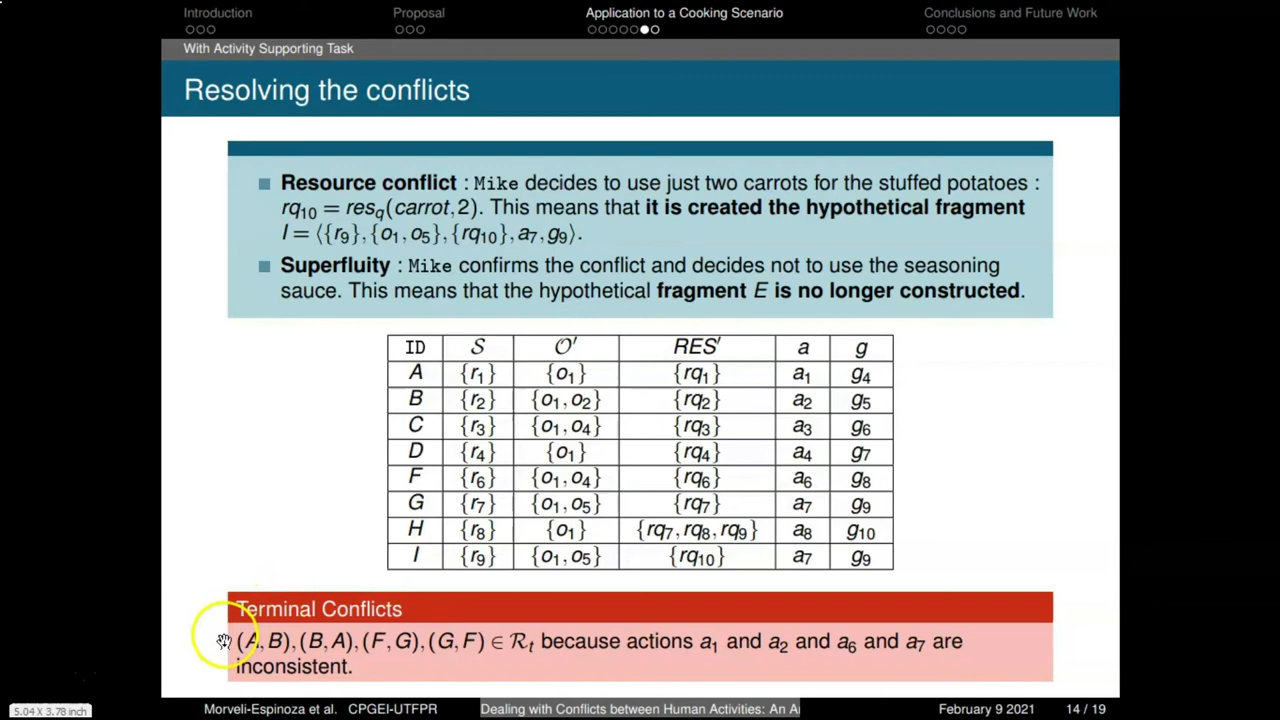 Introduction Proposal Application to a Cooking Scenario Conclusions and Future Work
With Activity Supporting Task
Resolving the conflicts
Resource conflict : Mike decides to use just two carrots for the stuffed potatoes :
rq10 = resq(carrot,2). This means that it is created the hypothetical fragment
I = ⟨{r9},{o1,o5},{rq10},a7,g9⟩.
Superfluity : Mike confirms the conflict and decides not to use the seasoning
sauce. This means that the hypothetical fragment E is no longer constructed.
ID S O′ RES′ a g
A {r1} {o1} {rq1} a1 g4
B {r2} {o1,o2} {rq2} a2 g5
C {r3} {o1,o4} {rq3} a3 g6
D {r4} {o1} {rq4} a4 g7
F {r6} {o1,o4} {rq6} a6 g8
G {r7} {o1,o5} {rq7} a7 g9
H {r8} {o1} {rq7,rq8,rq9} a8 g10
I {r9} {o1,o5} {rq10} a7 g9
Terminal Conflicts
(A,B),(B,A),(F,G),(G,F) ∈ Rt because actions a1 and a2 and a6 and a7 are
inconsistent.
5.04 X 3.78 inch
Morveli-Espinoza et al. CPGEI-UTFPR Dealing with Conflicts between Human Activities: An A February 9 2021 14 / 19